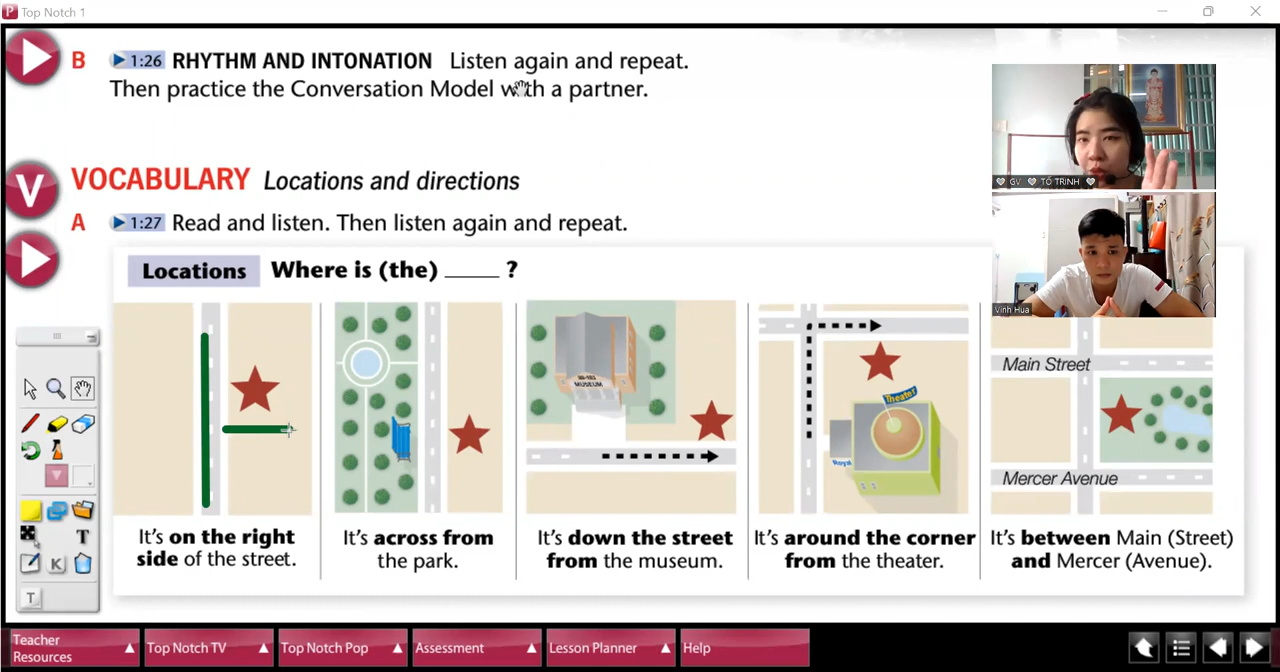 Top Notch 1
B 1:26 RHYTHM AND INTONATION Listen again and repeat.
Then practice the Conversation Model with a partner.
V VOCABULARY Locations and directions
A 1:27 Read and listen. Then listen again and repeat.
Locations Where is (the) _____ ?
GV TỐ TRINH
Vinh Hua
MUSEUM
Theater
Royal
Main Street
Mercer Avenue
It's on the right
side of the street.
It's across from
the park.
It's down the street
from the museum.
It's around the corner
from the theater.
It's between Main (Street)
and Mercer (Avenue).
T
K
T
Teacher
Resources
Top Notch TV
Top Notch Pop
Assessment
Lesson Planner
Help